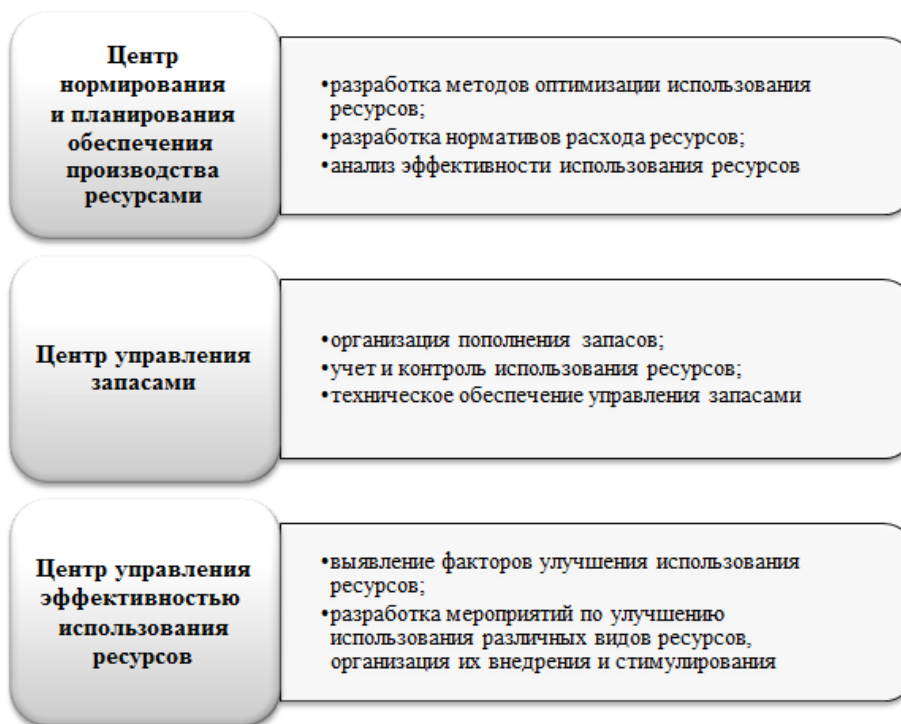 Центр
нормирования
и планирования
обеспечения
производства
ресурсами
•разработка методов оптимизации использования
ресурсов;
•разработка нормативов расхода ресурсов;
•анализ эффективности использования ресурсов
Центр управления
запасами
•организация пополнения запасов;
•учет и контроль использования ресурсов;
•техническое обеспечение управления запасами
Центр управления
эффективностью
использования
ресурсов
•выявление факторов улучшения использования
ресурсов;
•разработка мероприятий по улучшению
использования различных видов ресурсов,
организация их внедрения и стимулирования